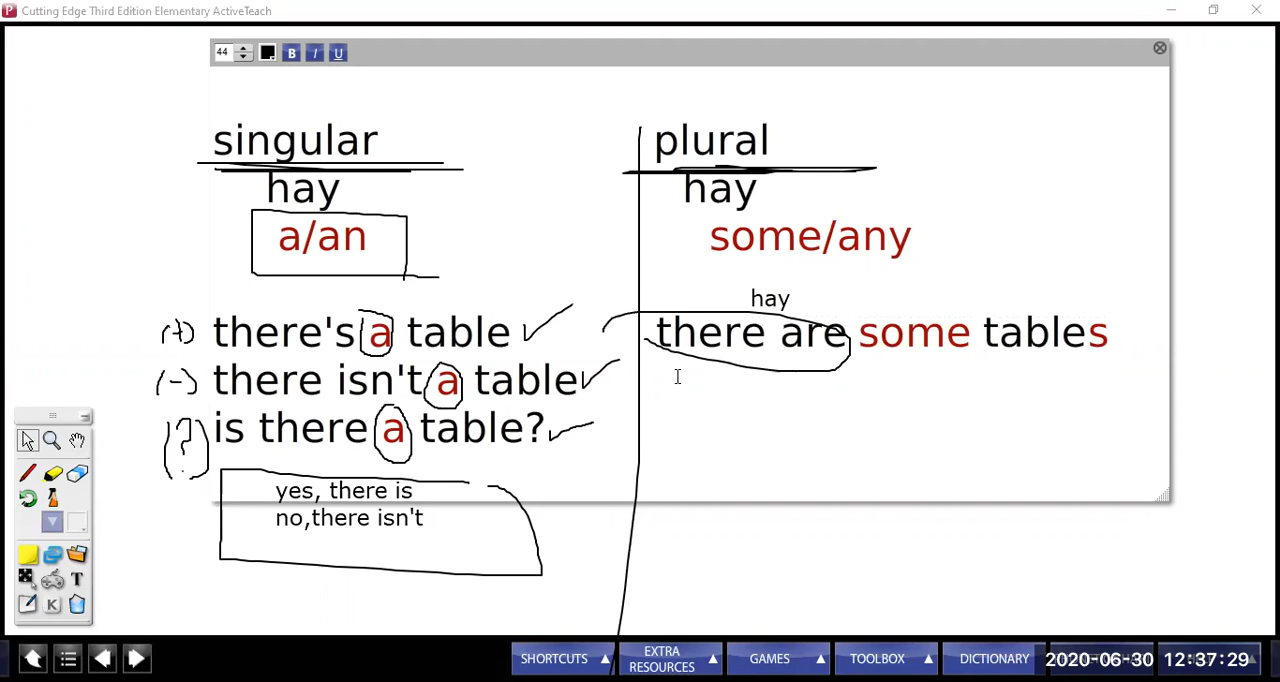 Cutting Edge Third Edition Elementary ActiveTeach
44 B I U
singular
hay
a/an
(+) there's a table
(-) there isn't a table
(?) is there a table?
yes, there is
no,there isn't
plural
hay
some/any
hay
there are some tables
T
K
SHORTCUTS
EXTRA RESOURCES
GAMES
TOOLBOX
DICTIONARY
2020-06-30 12:37:29